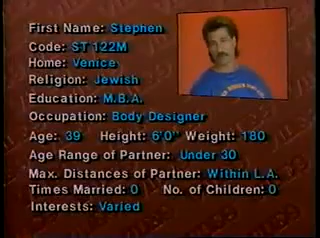 First Name: Stephen
Code: ST 122M
Home: Venice
Religion: Jewish
Education: M.B.A.
Occupation: Body Designer
Age: 39 Height: 6'0" Weight: 180
Age Range of Partner: Under 30
Max. Distances of Partner: Within L.A.
Times Married: 0 No. of Children: 0
Interests: Varied